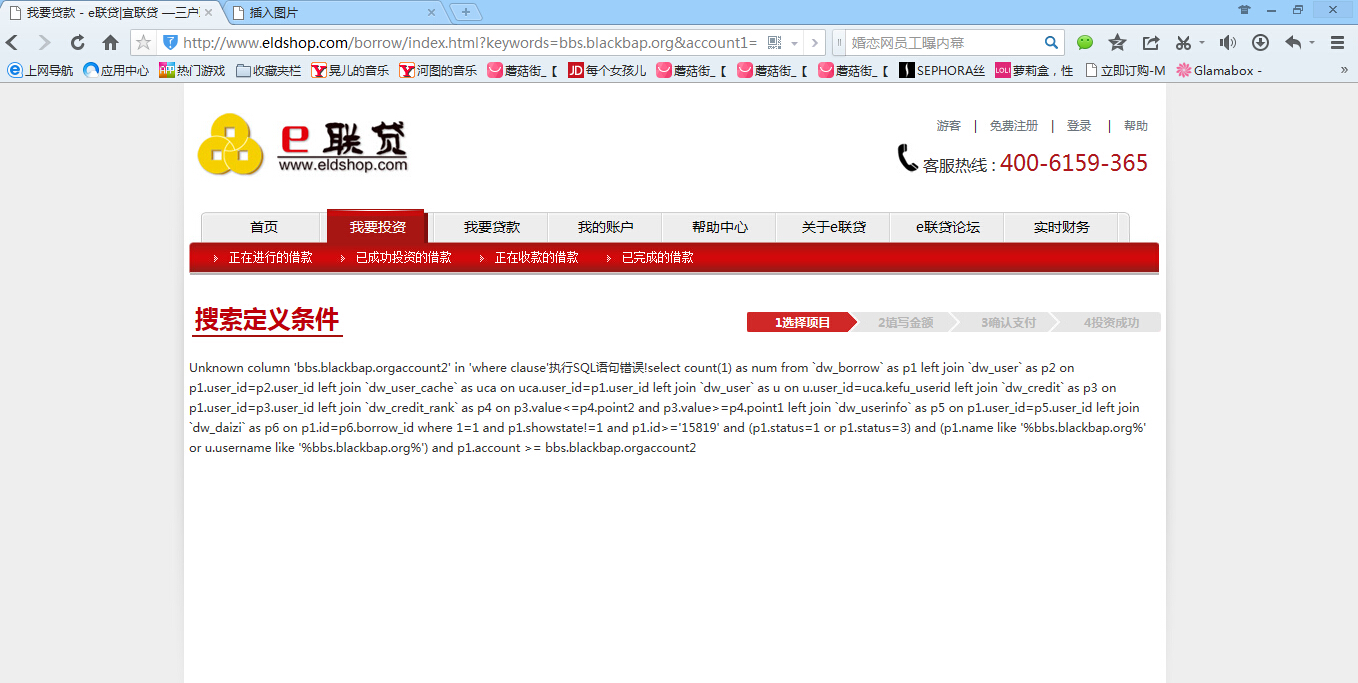 我要贷款 - e联贷|宜联贷 —三户
插入图片
http://www.eldshop.com/borrow/index.html?keywords=bbs.blackbap.org&account1=
婚恋网员工曝内幕
上网导航 应用中心 热门游戏 收藏夹栏 晃儿的音乐 河图的音乐 蘑菇街_【 JD 每个女孩儿 蘑菇街_【 蘑菇街_【 蘑菇街_【 SEPHORA丝 LOLI 萝莉盒，性 立即订购-M Glamabox - »
e联贷
www.eldshop.com
游客 | 免费注册 | 登录 | 帮助
客服热线 : 400-6159-365
首页 我要投资 我要贷款 我的账户 帮助中心 关于e联贷 e联贷论坛 实时财务
正在进行的借款 已成功投资的借款 正在收款的借款 已完成的借款
搜索定义条件
1选择项目 2填写金额 3确认支付 4投资成功
Unknown column 'bbs.blackbap.orgaccount2' in 'where clause'执行SQL语句错误!select count(1) as num from `dw_borrow` as p1 left join `dw_user` as p2 on
p1.user_id=p2.user_id left join `dw_user_cache` as uca on uca.user_id=p1.user_id left join `dw_user` as u on u.user_id=uca.kefu_userid left join `dw_credit` as p3 on
p1.user_id=p3.user_id left join `dw_credit_rank` as p4 on p3.value<=p4.point2 and p3.value>=p4.point1 left join `dw_userinfo` as p5 on p1.user_id=p5.user_id left join
`dw_daizi` as p6 on p1.id=p6.borrow_id where 1=1 and p1.showstate!=1 and p1.id>='15819' and (p1.status=1 or p1.status=3) and (p1.name like '%bbs.blackbap.org%'
or u.username like '%bbs.blackbap.org%') and p1.account >= bbs.blackbap.orgaccount2